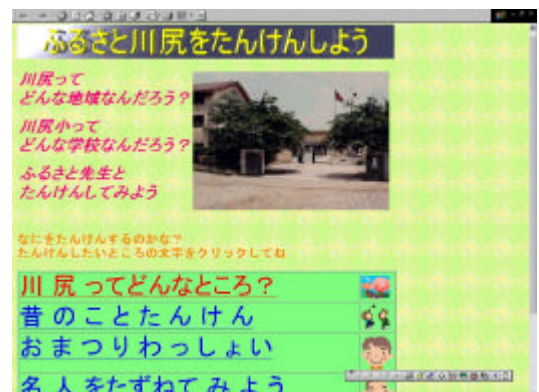 ふるさと川尻をたんけんしよう
川尻って
どんな地域なんだろう？
川尻小って
どんな学校なんだろう？
ふるさと先生と
たんけんしてみよう
なにをたんけんするのかな？
たんけんしたいところの文字をクリックしてね
川 尻 ってどんなところ？
昔 の こと た ん け ん
お ま つ り わ っ し ょ い
名 人 を た ず ね て み よ う